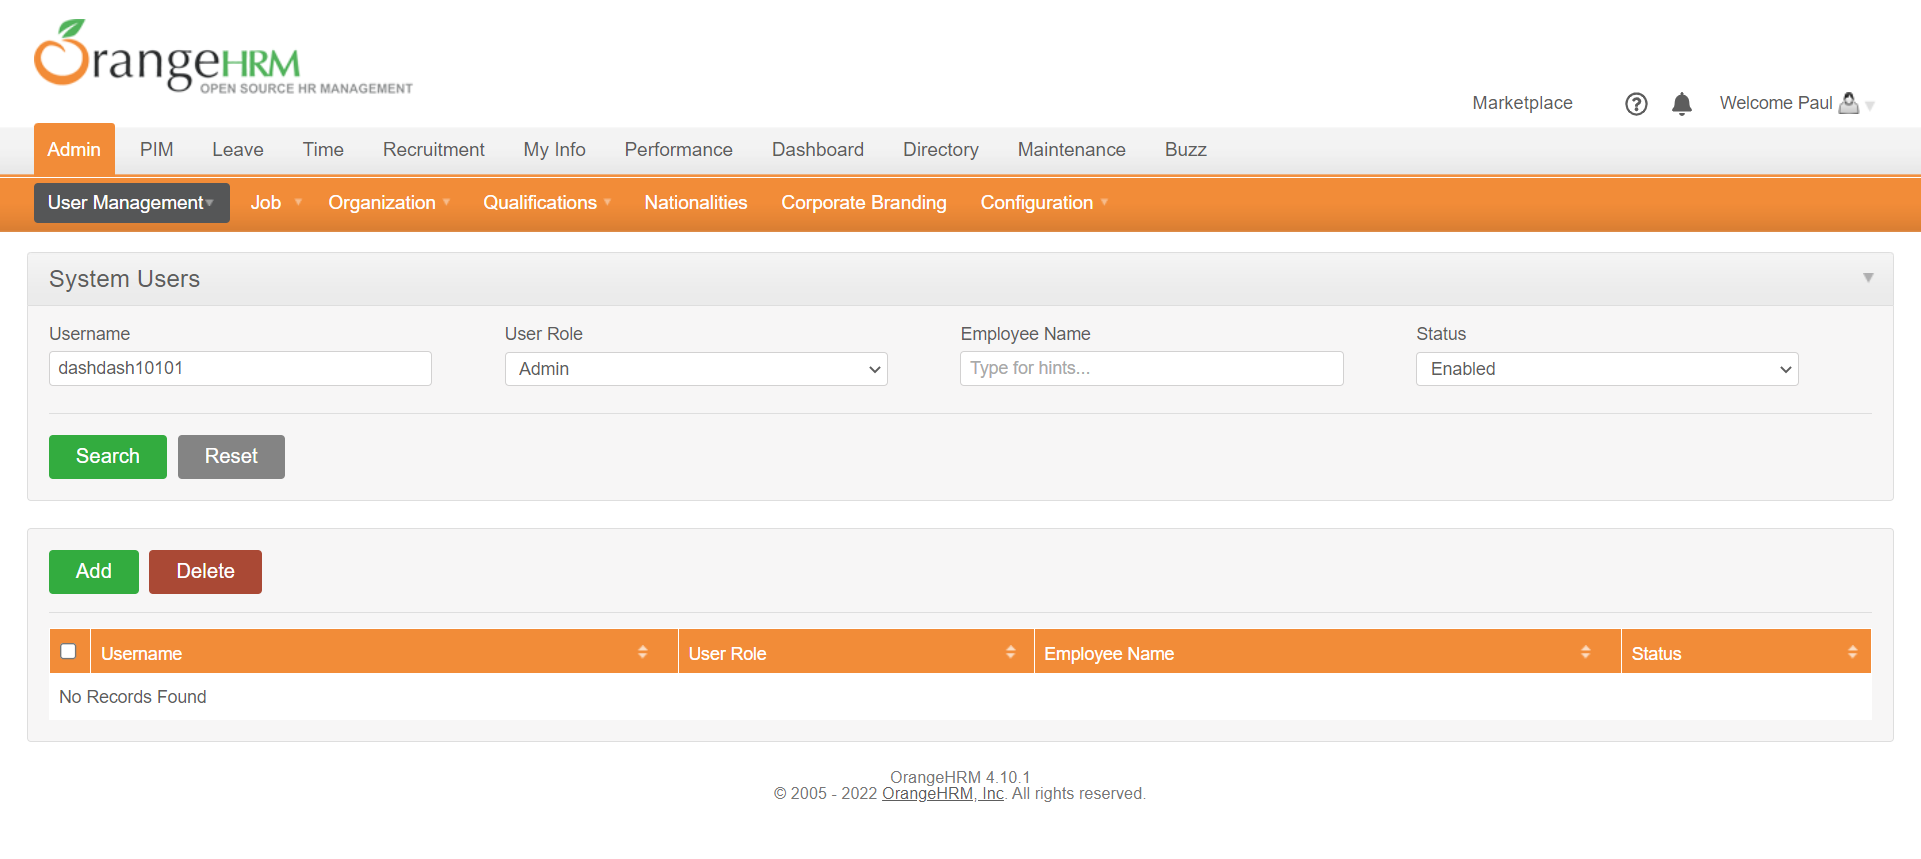 OrangeHRM
OPEN SOURCE HR MANAGEMENT
Marketplace Welcome Paul
Admin PIM Leave Time Recruitment My Info Performance Dashboard Directory Maintenance Buzz
User Management Job Organization Qualifications Nationalities Corporate Branding Configuration
System Users
Username User Role Employee Name Status
dashdash10101 Admin Type for hints... Enabled
Search Reset
Add Delete
Username User Role Employee Name Status
No Records Found
OrangeHRM 4.10.1
© 2005 - 2022 OrangeHRM, Inc. All rights reserved.